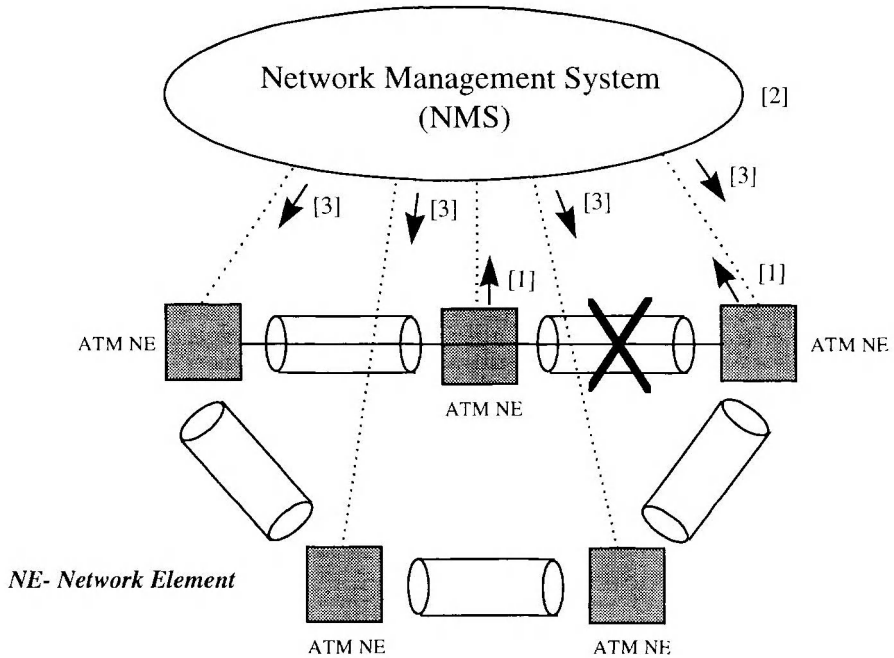 Network Management System
(NMS)
[2]
[3]
[3]
[3]
[3]
[1]
[1]
ATM NE
ATM NE
ATM NE
NE- Network Element
ATM NE
ATM NE